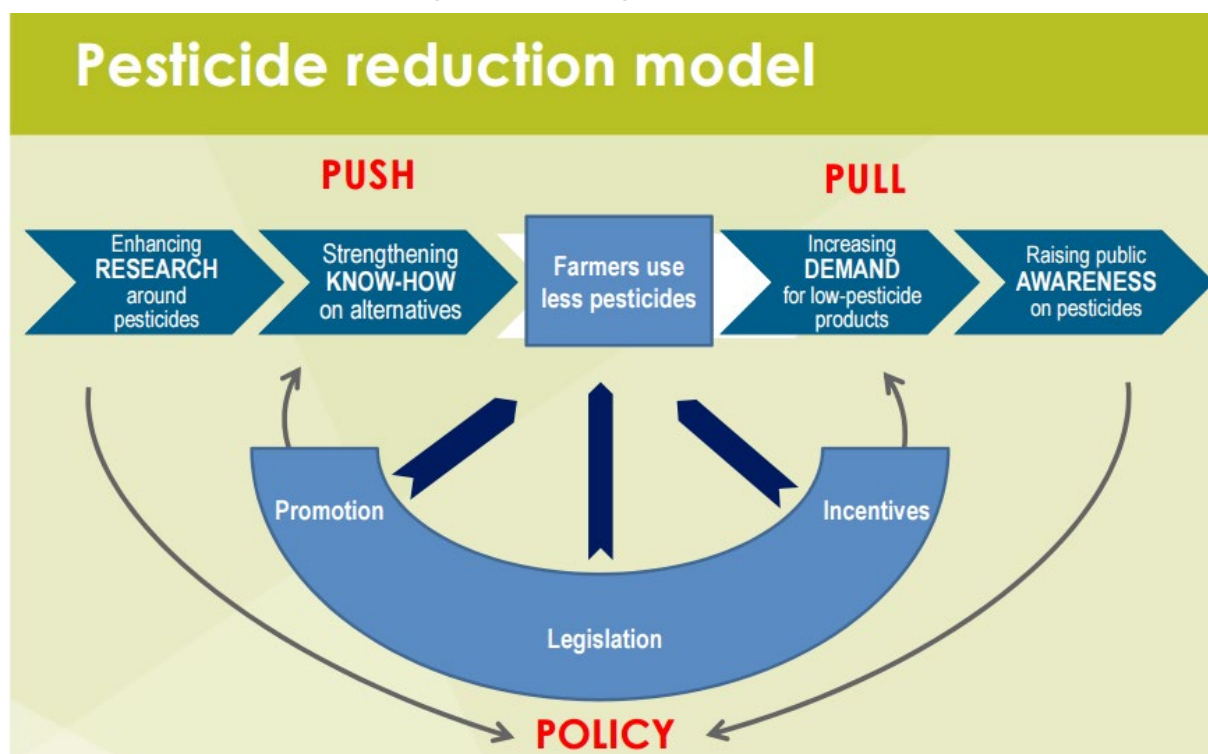 Pesticide reduction model
PUSH
PULL
Enhancing
RESEARCH
around
pesticides
Strengthening
KNOW-HOW
on alternatives
Farmers use
less pesticides
Increasing
DEMAND
for low-pesticide
products
Raising public
AWARENESS
on pesticides
Promotion
Incentives
Legislation
POLICY